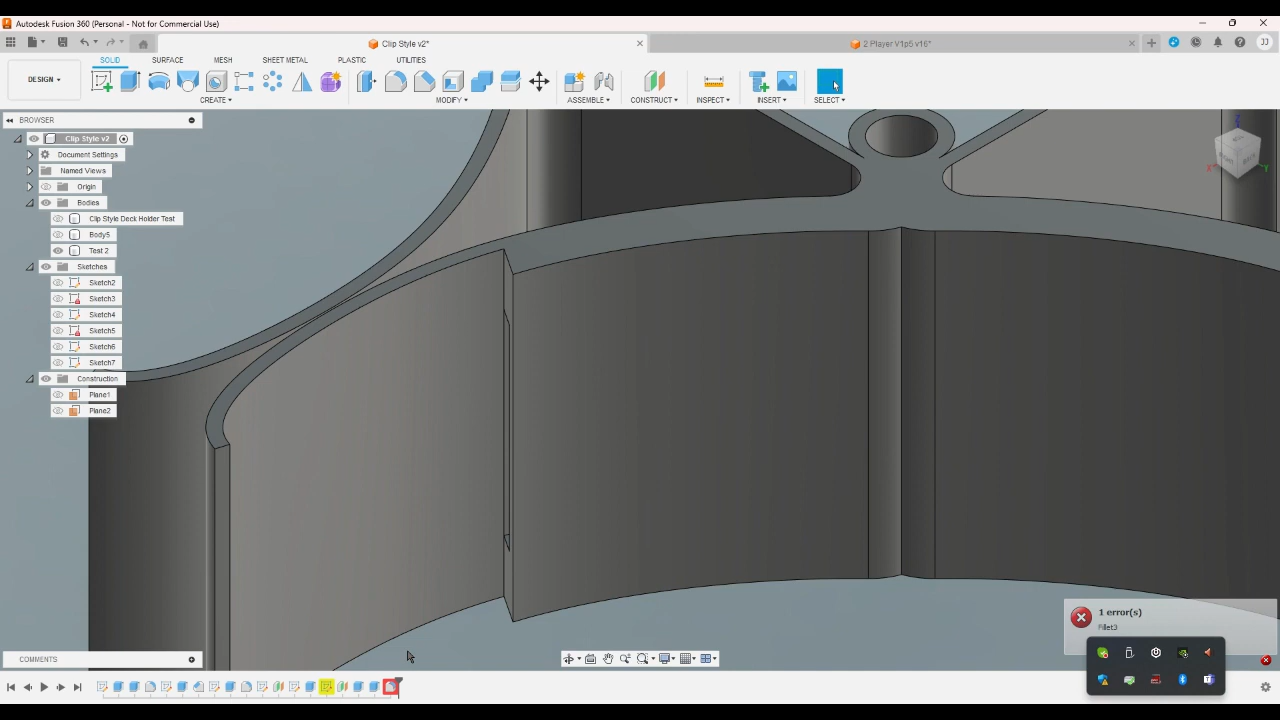 Autodesk Fusion 360 (Personal - Not for Commercial Use)
Clip Style v2*
2 Player V1p5 v16*
JJ
SOLID SURFACE MESH SHEET METAL PLASTIC UTILITIES
DESIGN
CREATE MODIFY ASSEMBLE CONSTRUCT INSPECT INSERT SELECT
BROWSER
Clip Style v2
Document Settings
Named Views
Origin
Bodies
Clip Style Deck Holder Test
Body5
Test 2
Sketches
Sketch2
Sketch3
Sketch4
Sketch5
Sketch6
Sketch7
Construction
Plane1
Plane2
Z
X
Y
BACK
1 error(s)
Fillet3
COMMENTS